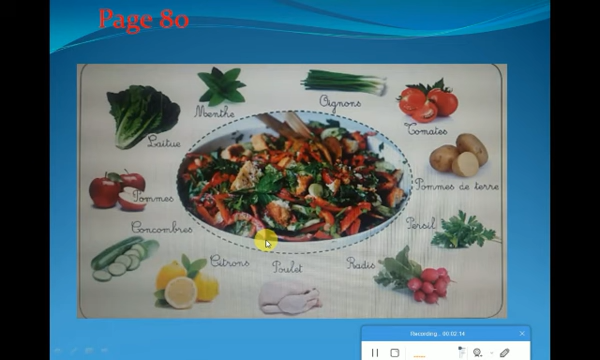 Page 80
Menthe
Oignons
Tomates
Laitue
Pommes de terre
Pommes
Persil
Concombres
Citrons
Poulet
Radis
Recording... 00:02:14